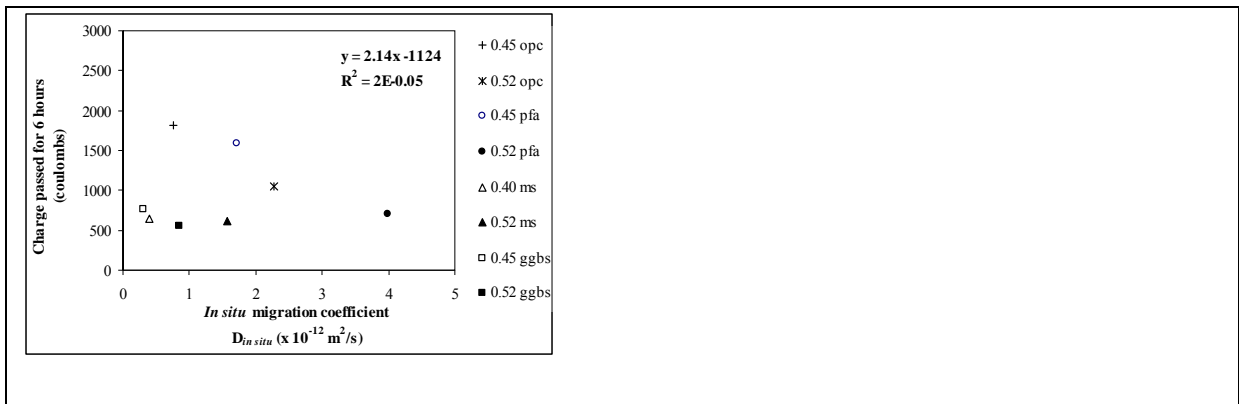 3000
2500
2000
1500
1000
500
0
Charge passed for 6 hours
(coulombs)
y = 2.14x -1124
R² = 2E-0.05
0 1 2 3 4 5
In situ migration coefficient
D in situ (x 10⁻¹² m²/s)
0.45 opc
0.52 opc
0.45 pfa
0.52 pfa
0.40 ms
0.52 ms
0.45 ggbs
0.52 ggbs